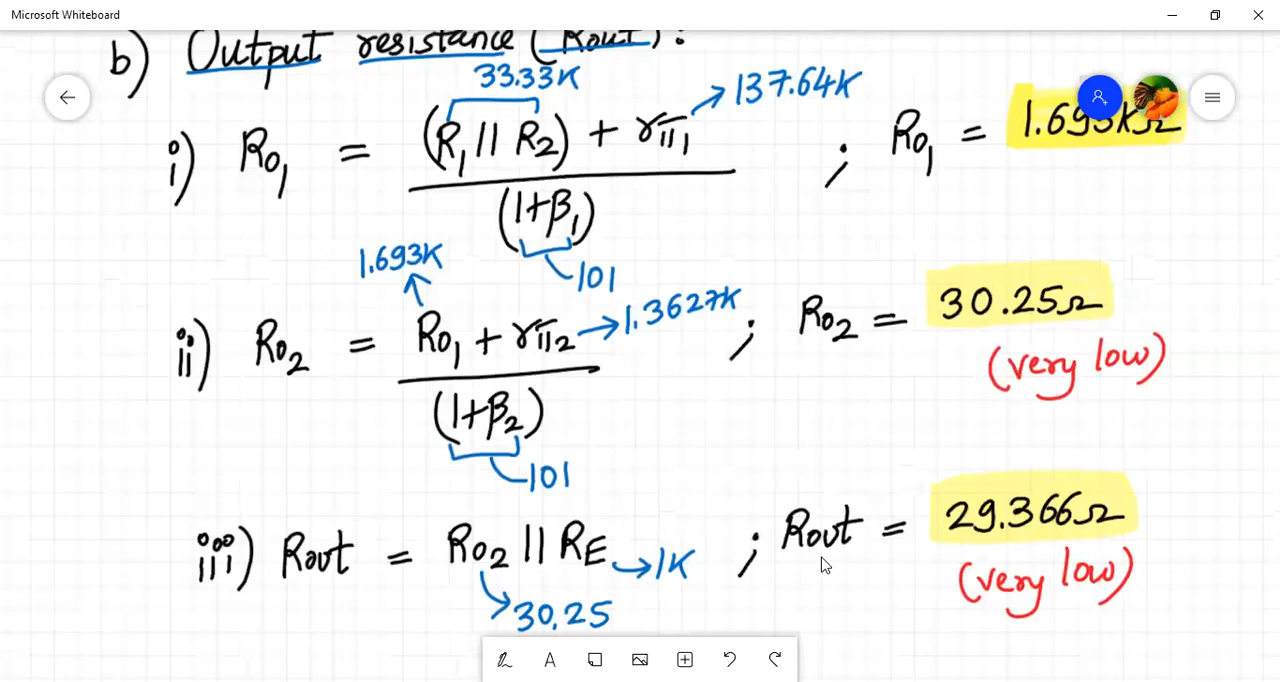 Microsoft Whiteboard
b) Output resistance (Rout) :
33.33K
137.64K
i) Ro1 = (R1 || R2) + rπ1 / (1+β1) ; Ro1 = 1.693KΩ
101
1.693K
1.3627K
ii) Ro2 = Ro1 + rπ2 / (1+β2) ; Ro2 = 30.25Ω
(very low)
101
iii) Rout = Ro2 || RE ; Rout = 29.366Ω
1K
(very low)
30.25